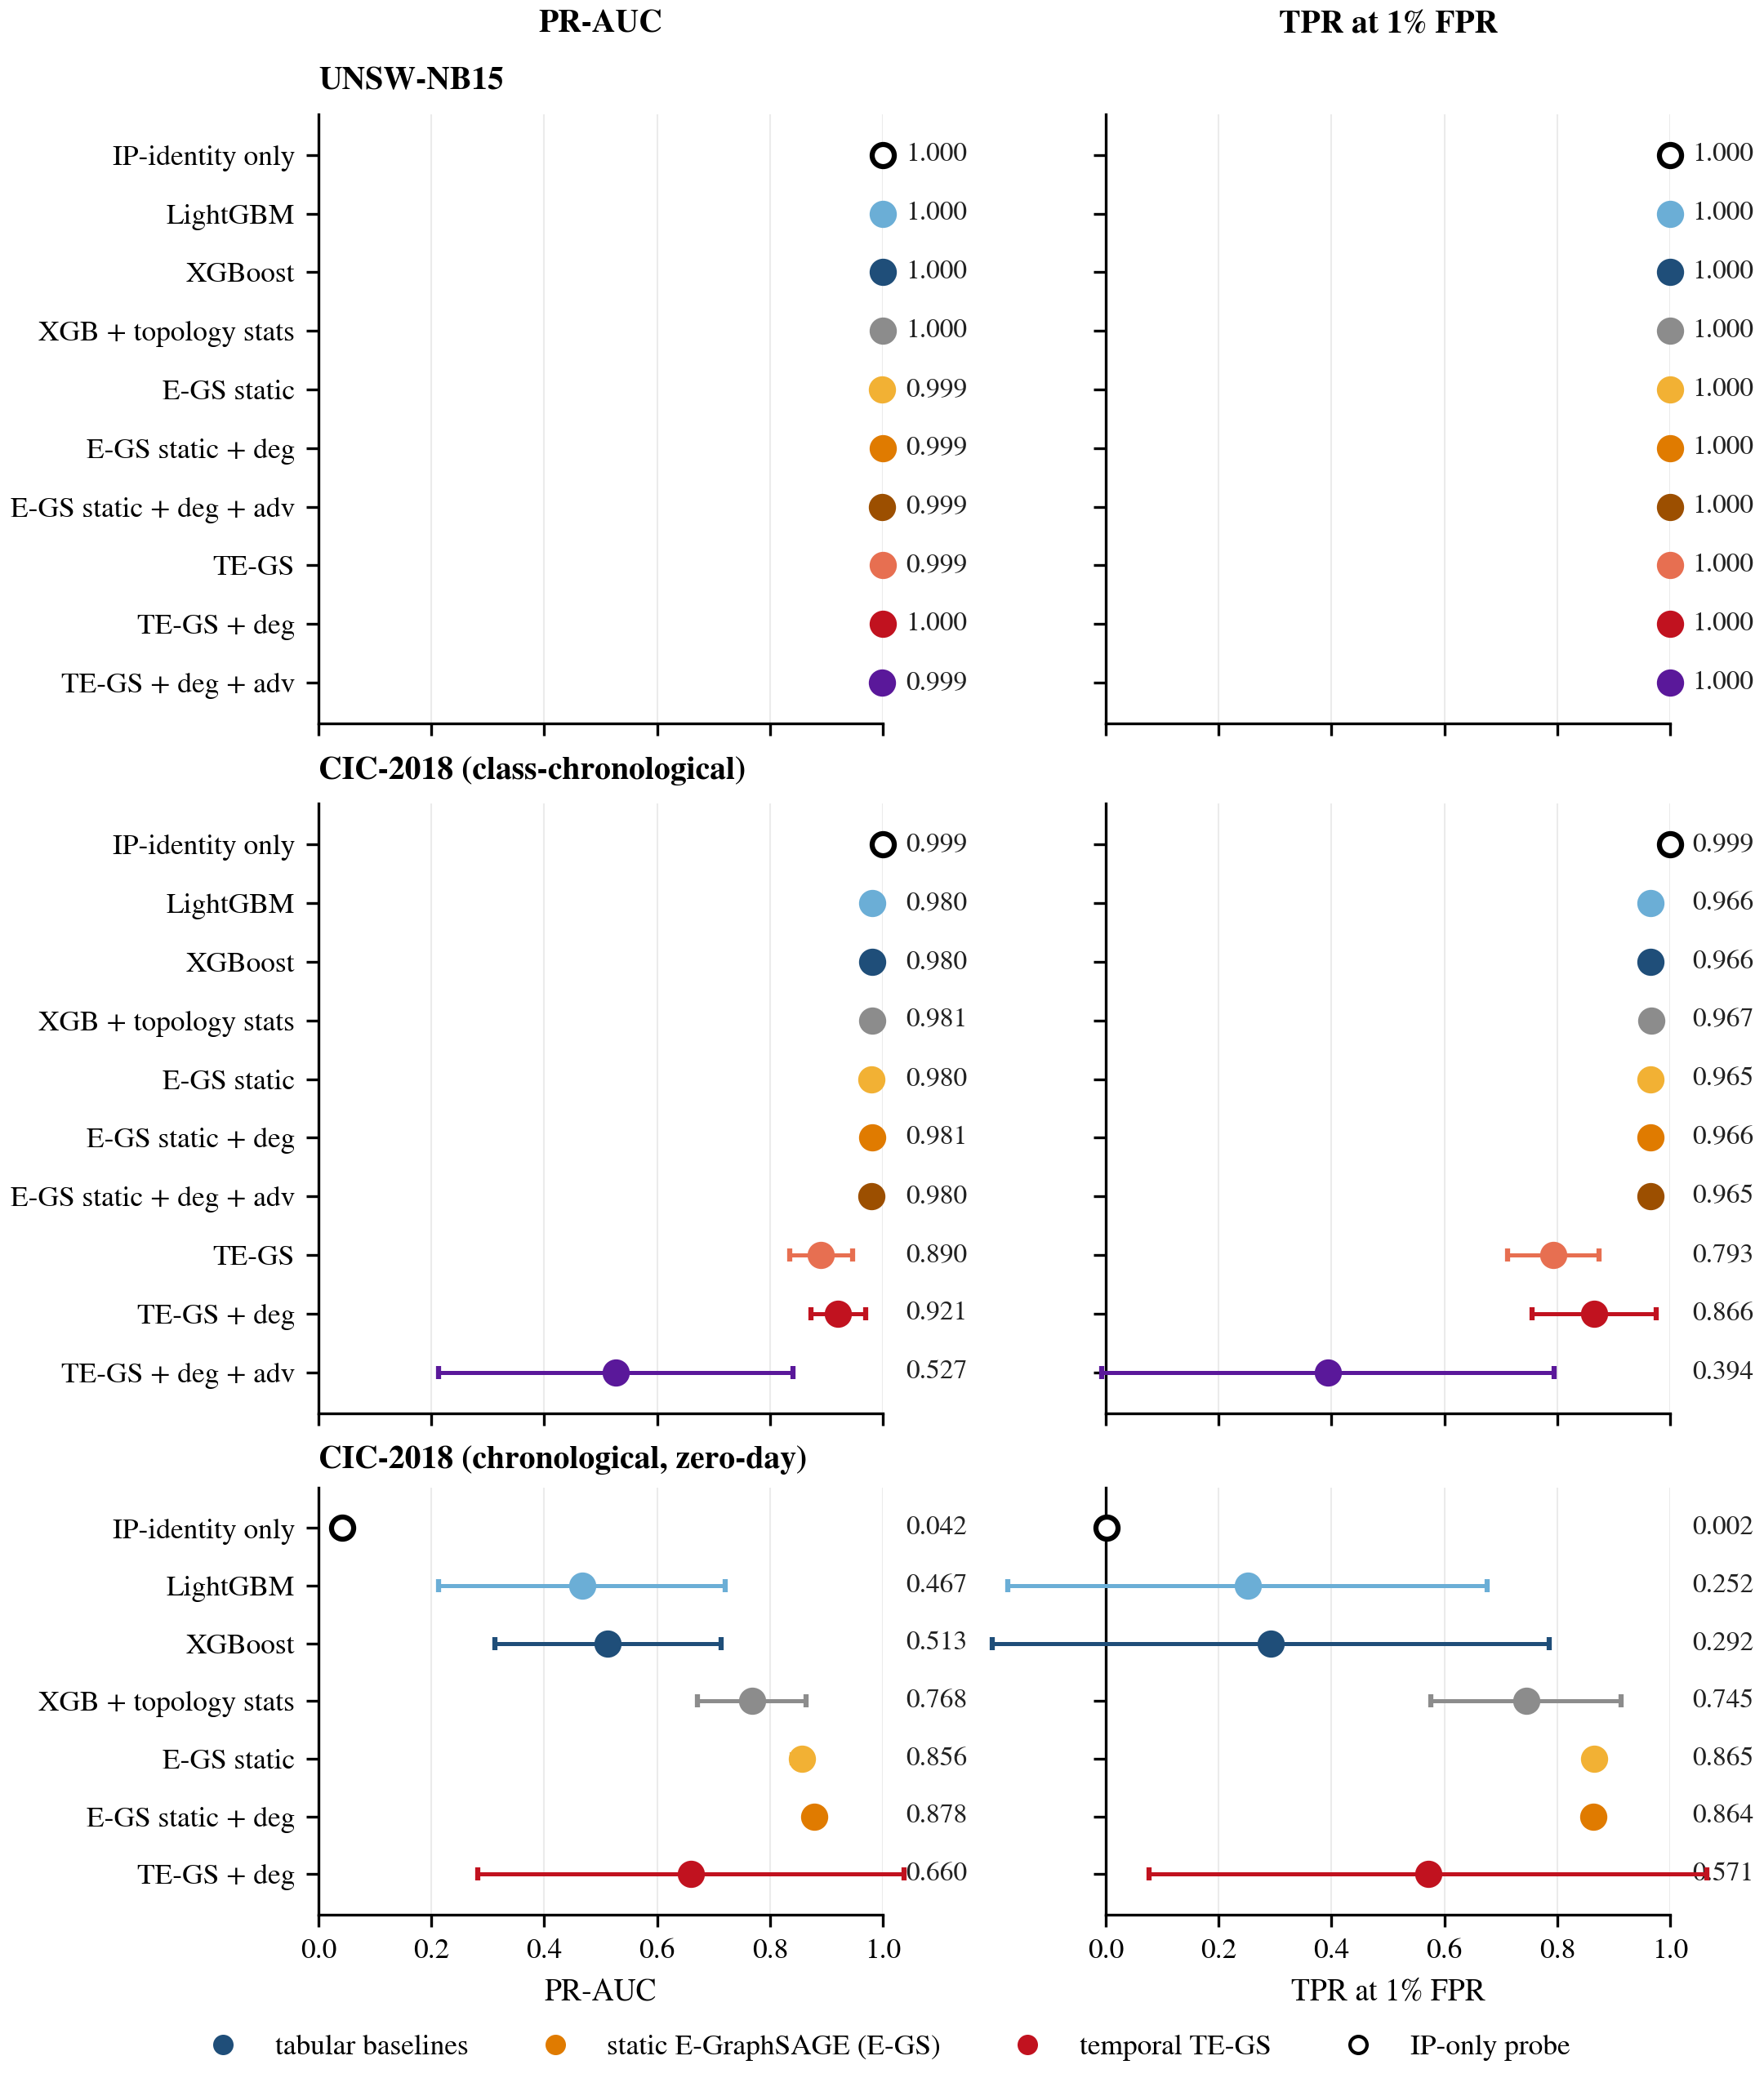 PR-AUC
TPR at 1% FPR
UNSW-NB15
IP-identity only 1.000 1.000
LightGBM 1.000 1.000
XGBoost 1.000 1.000
XGB + topology stats 1.000 1.000
E-GS static 0.999 1.000
E-GS static + deg 0.999 1.000
E-GS static + deg + adv 0.999 1.000
TE-GS 0.999 1.000
TE-GS + deg 1.000 1.000
TE-GS + deg + adv 0.999 1.000
CIC-2018 (class-chronological)
IP-identity only 0.999 0.999
LightGBM 0.980 0.966
XGBoost 0.980 0.966
XGB + topology stats 0.981 0.967
E-GS static 0.980 0.965
E-GS static + deg 0.981 0.966
E-GS static + deg + adv 0.980 0.965
TE-GS 0.890 0.793
TE-GS + deg 0.921 0.866
TE-GS + deg + adv 0.527 0.394
CIC-2018 (chronological, zero-day)
IP-identity only 0.042 0.002
LightGBM 0.467 0.252
XGBoost 0.513 0.292
XGB + topology stats 0.768 0.745
E-GS static 0.856 0.865
E-GS static + deg 0.878 0.864
TE-GS + deg 0.660 0.571
0.0 0.2 0.4 0.6 0.8 1.0 0.0 0.2 0.4 0.6 0.8 1.0
PR-AUC TPR at 1% FPR
tabular baselines static E-GraphSAGE (E-GS) temporal TE-GS IP-only probe